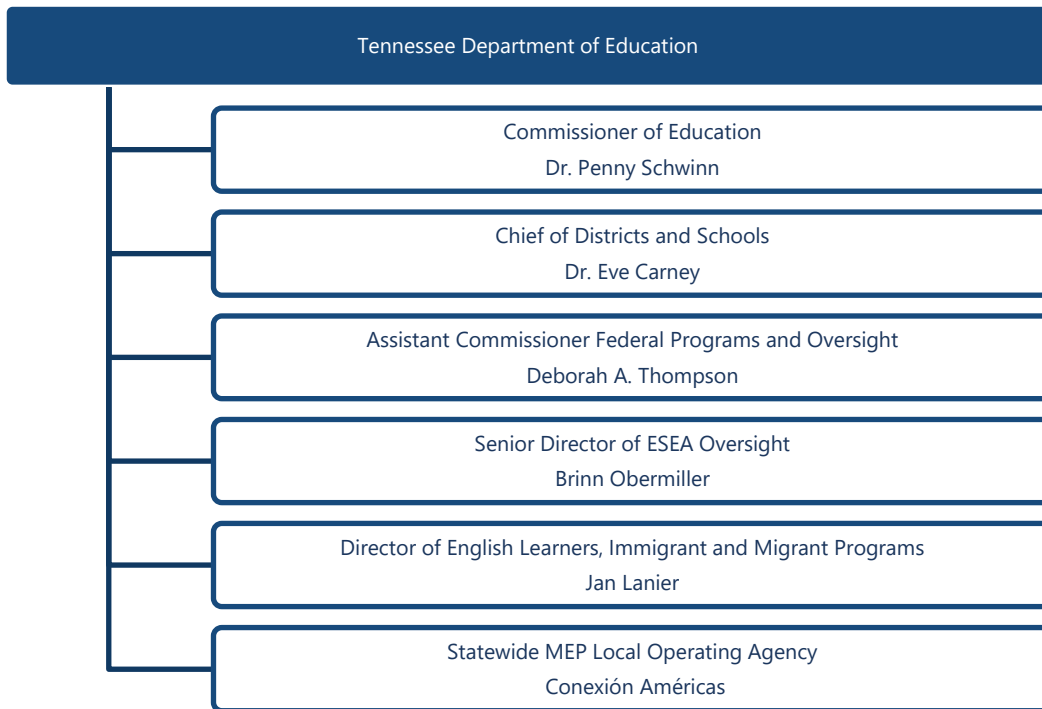 Tennessee Department of Education
Commissioner of Education
Dr. Penny Schwinn
Chief of Districts and Schools
Dr. Eve Carney
Assistant Commissioner Federal Programs and Oversight
Deborah A. Thompson
Senior Director of ESEA Oversight
Brinn Obermiller
Director of English Learners, Immigrant and Migrant Programs
Jan Lanier
Statewide MEP Local Operating Agency
Conexión Américas